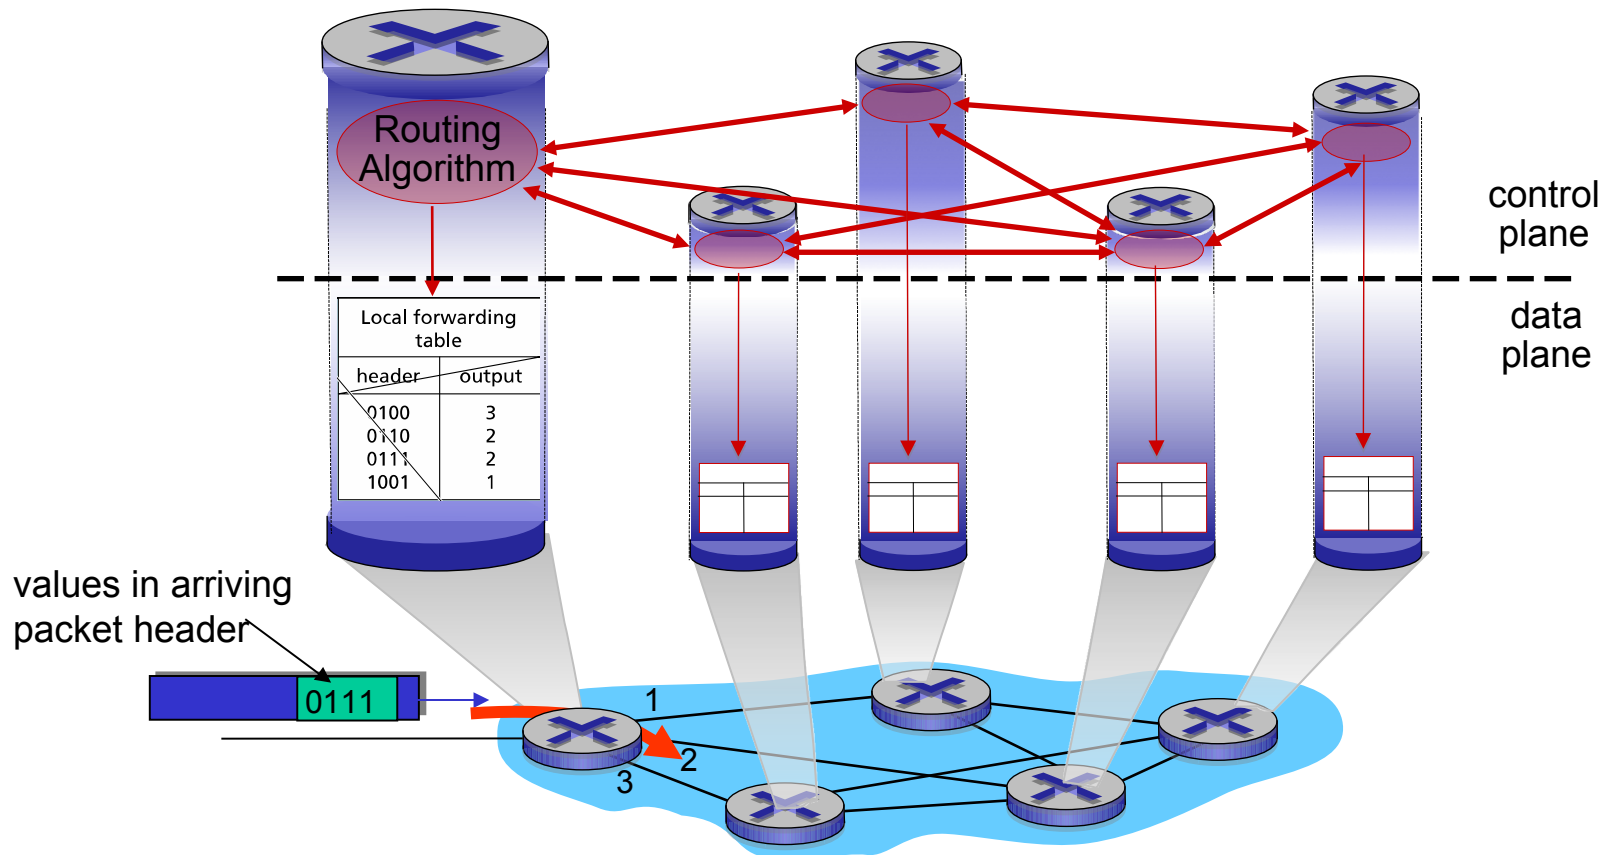 Routing
Algorithm
control
plane
data
plane
Local forwarding
table
header output
0100 3
0110 2
0111 2
1001 1
values in arriving
packet header
0111
1
2
3